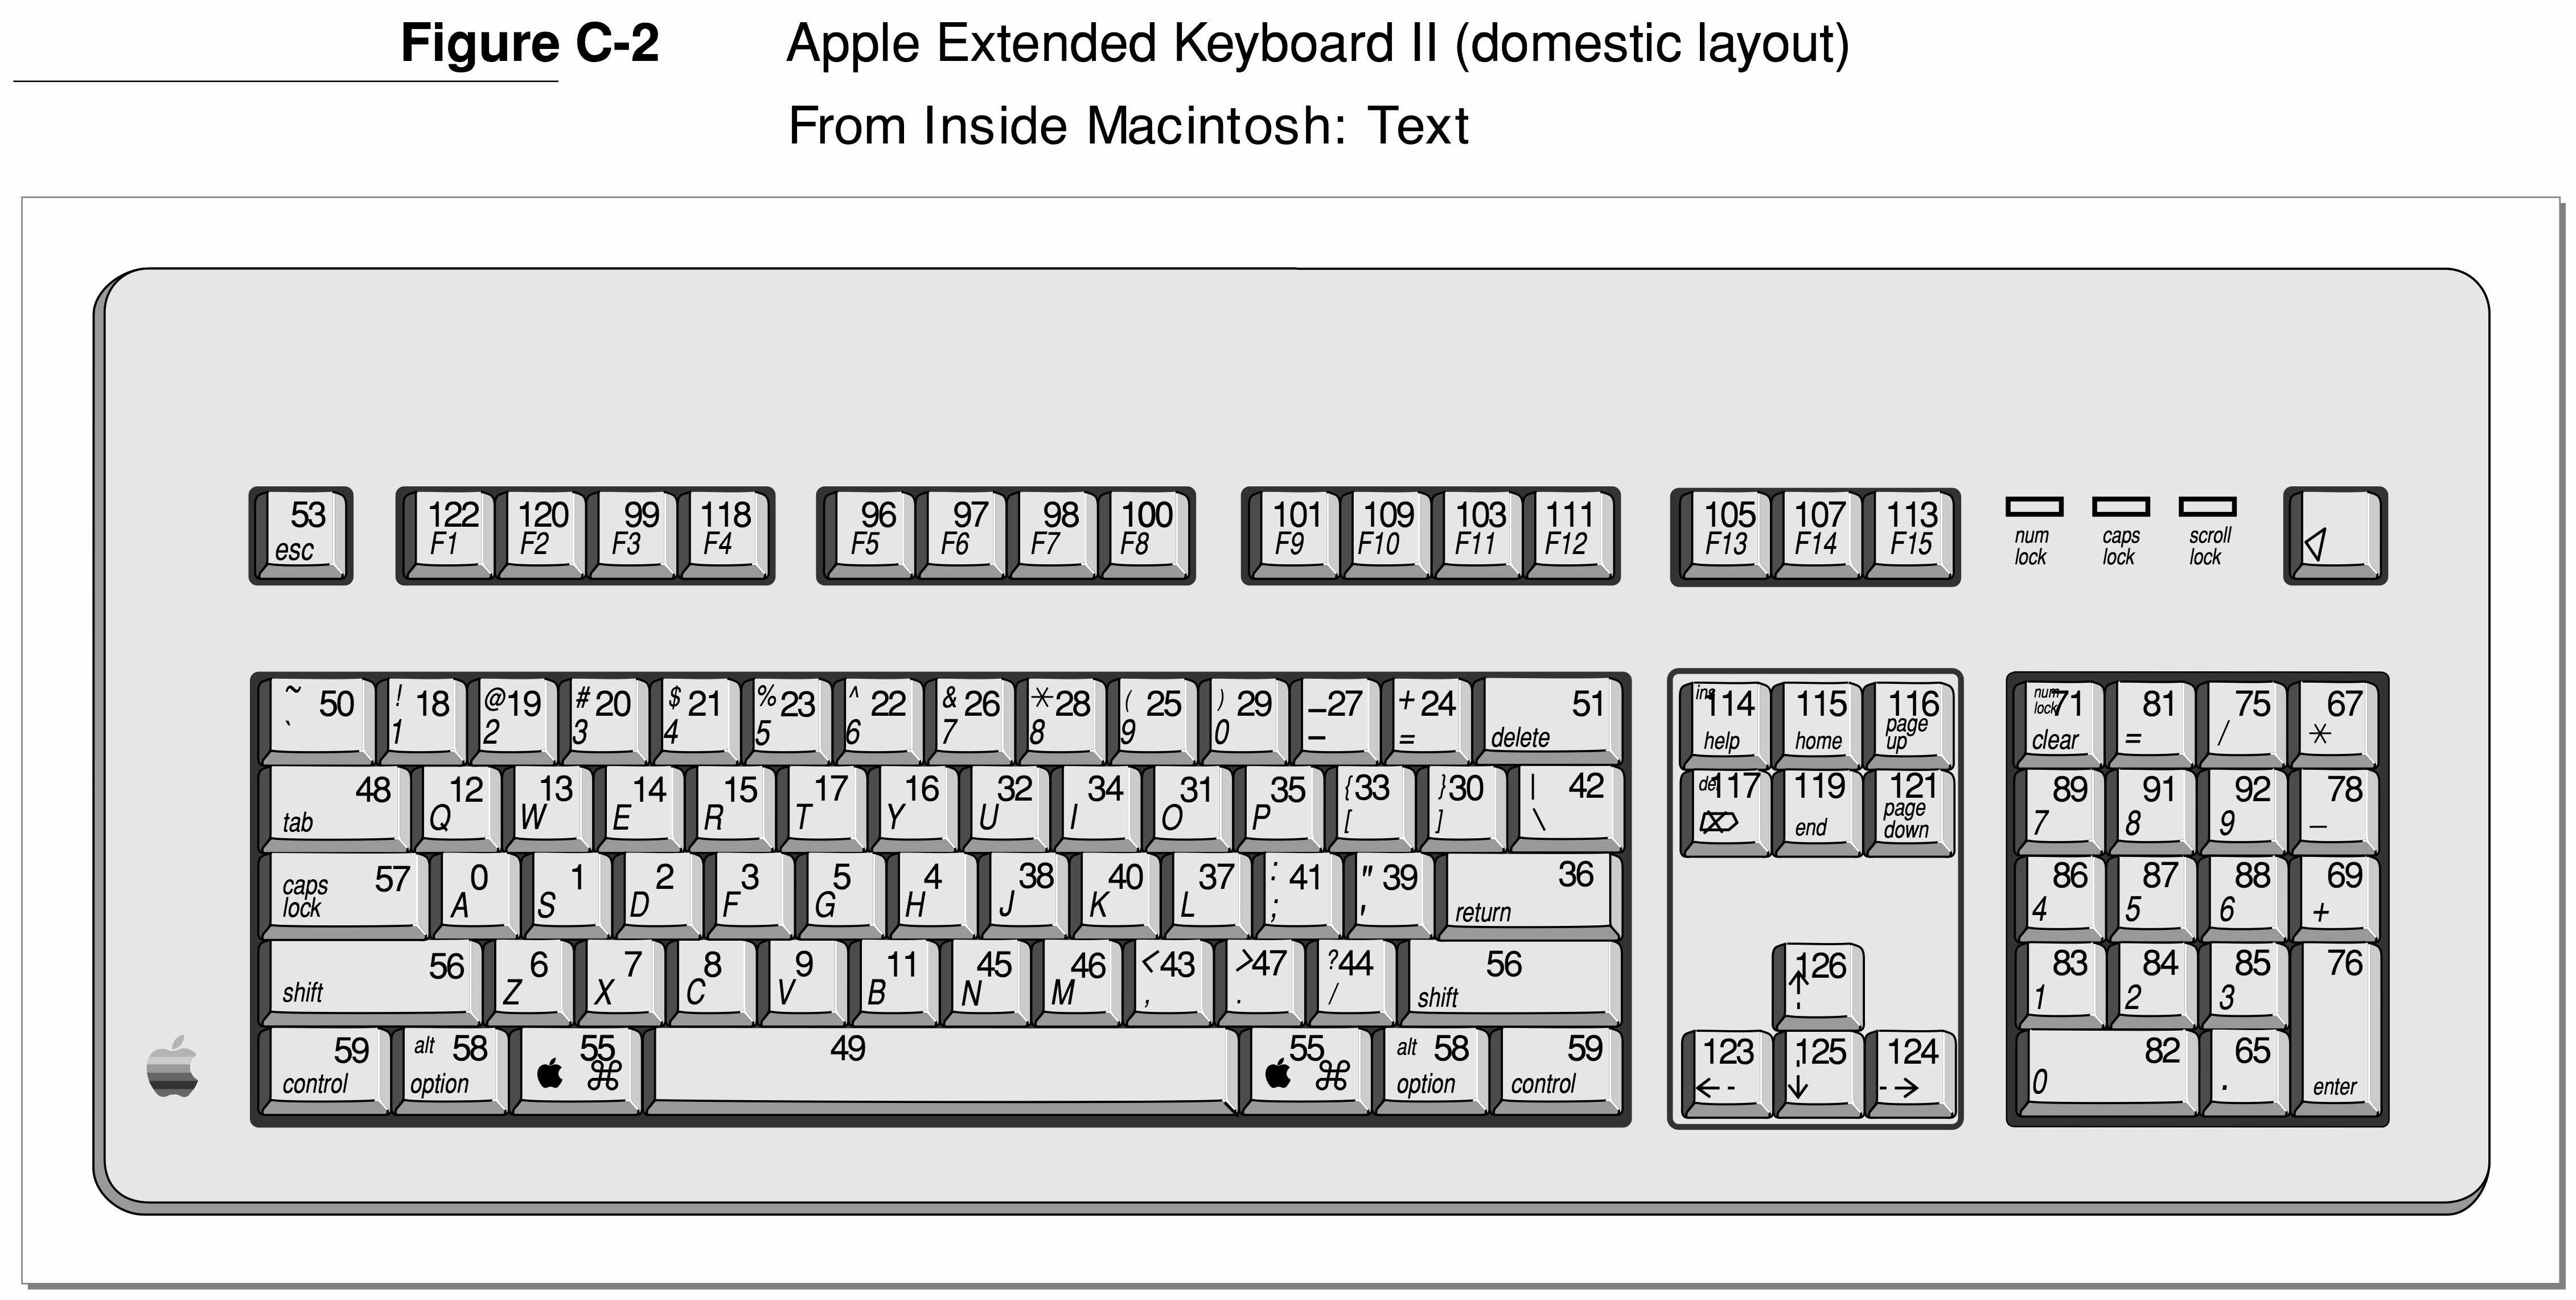 Figure C-2 Apple Extended Keyboard II (domestic layout)
From Inside Macintosh: Text
53 122 120 99 118 96 97 98 100 101 109 103 111 105 107 113
esc F1 F2 F3 F4 F5 F6 F7 F8 F9 F10 F11 F12 F13 F14 F15
num caps scroll
lock lock lock
~ 50 ! 18 @ 19 # 20 $ 21 % 23 ^ 22 & 26 * 28 ( 25 ) 29 _ 27 + 24 51
` 1 2 3 4 5 6 7 8 9 0 – = delete
ins 114 115 116
help home page up
num lock 71 81 75 67
clear = / *
48 12 13 14 15 17 16 32 34 31 35 { 33 } 30 | 42
tab Q W E R T Y U I O P [ ] \
del 117 119 121
⌦ end page down
89 91 92 78
7 8 9 –
57 0 1 2 3 5 4 38 40 37 : 41 " 39 36
caps lock A S D F G H J K L ; ' return
86 87 88 69
4 5 6 +
56 6 7 8 9 11 45 46 < 43 > 47 ? 44 56
shift Z X C V B N M , . / shift
126
↑
83 84 85 76
1 2 3 enter
59 alt 58 55 49 55 alt 58 59
control option ⌘ ⌘ option control
123 125 124
← ↓ →
82 65
0 .